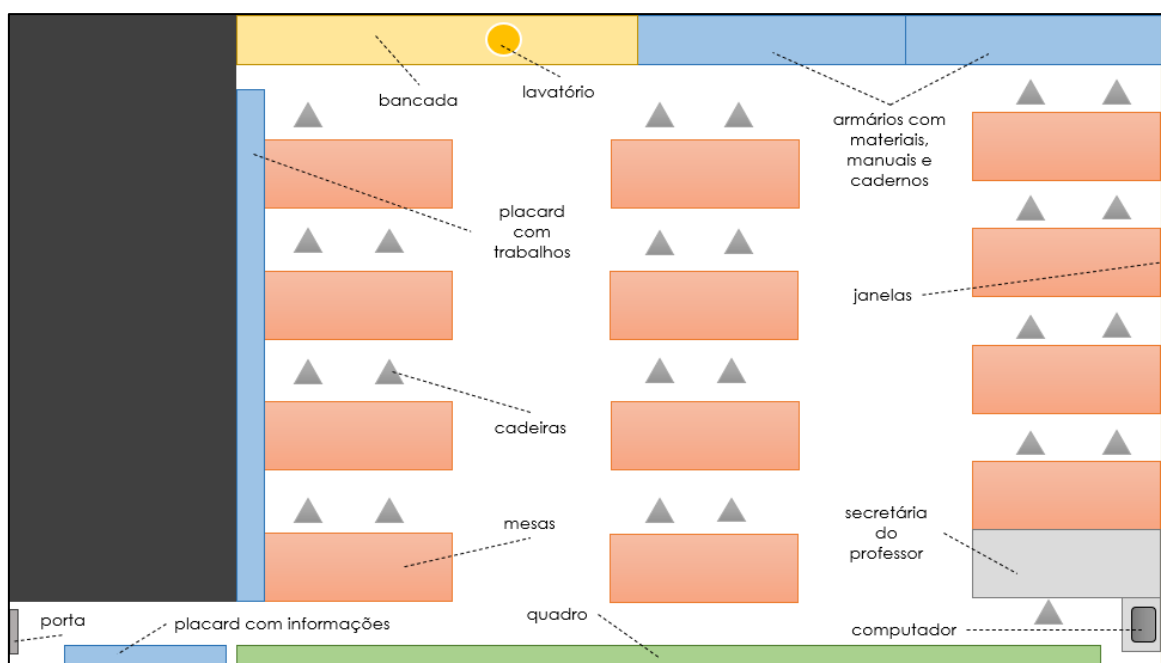 bancada
lavatório
armários com
materiais,
manuais e
cadernos
placard
com
trabalhos
janelas
cadeiras
mesas
secretária
do
professor
porta
placard com informações
quadro
computador